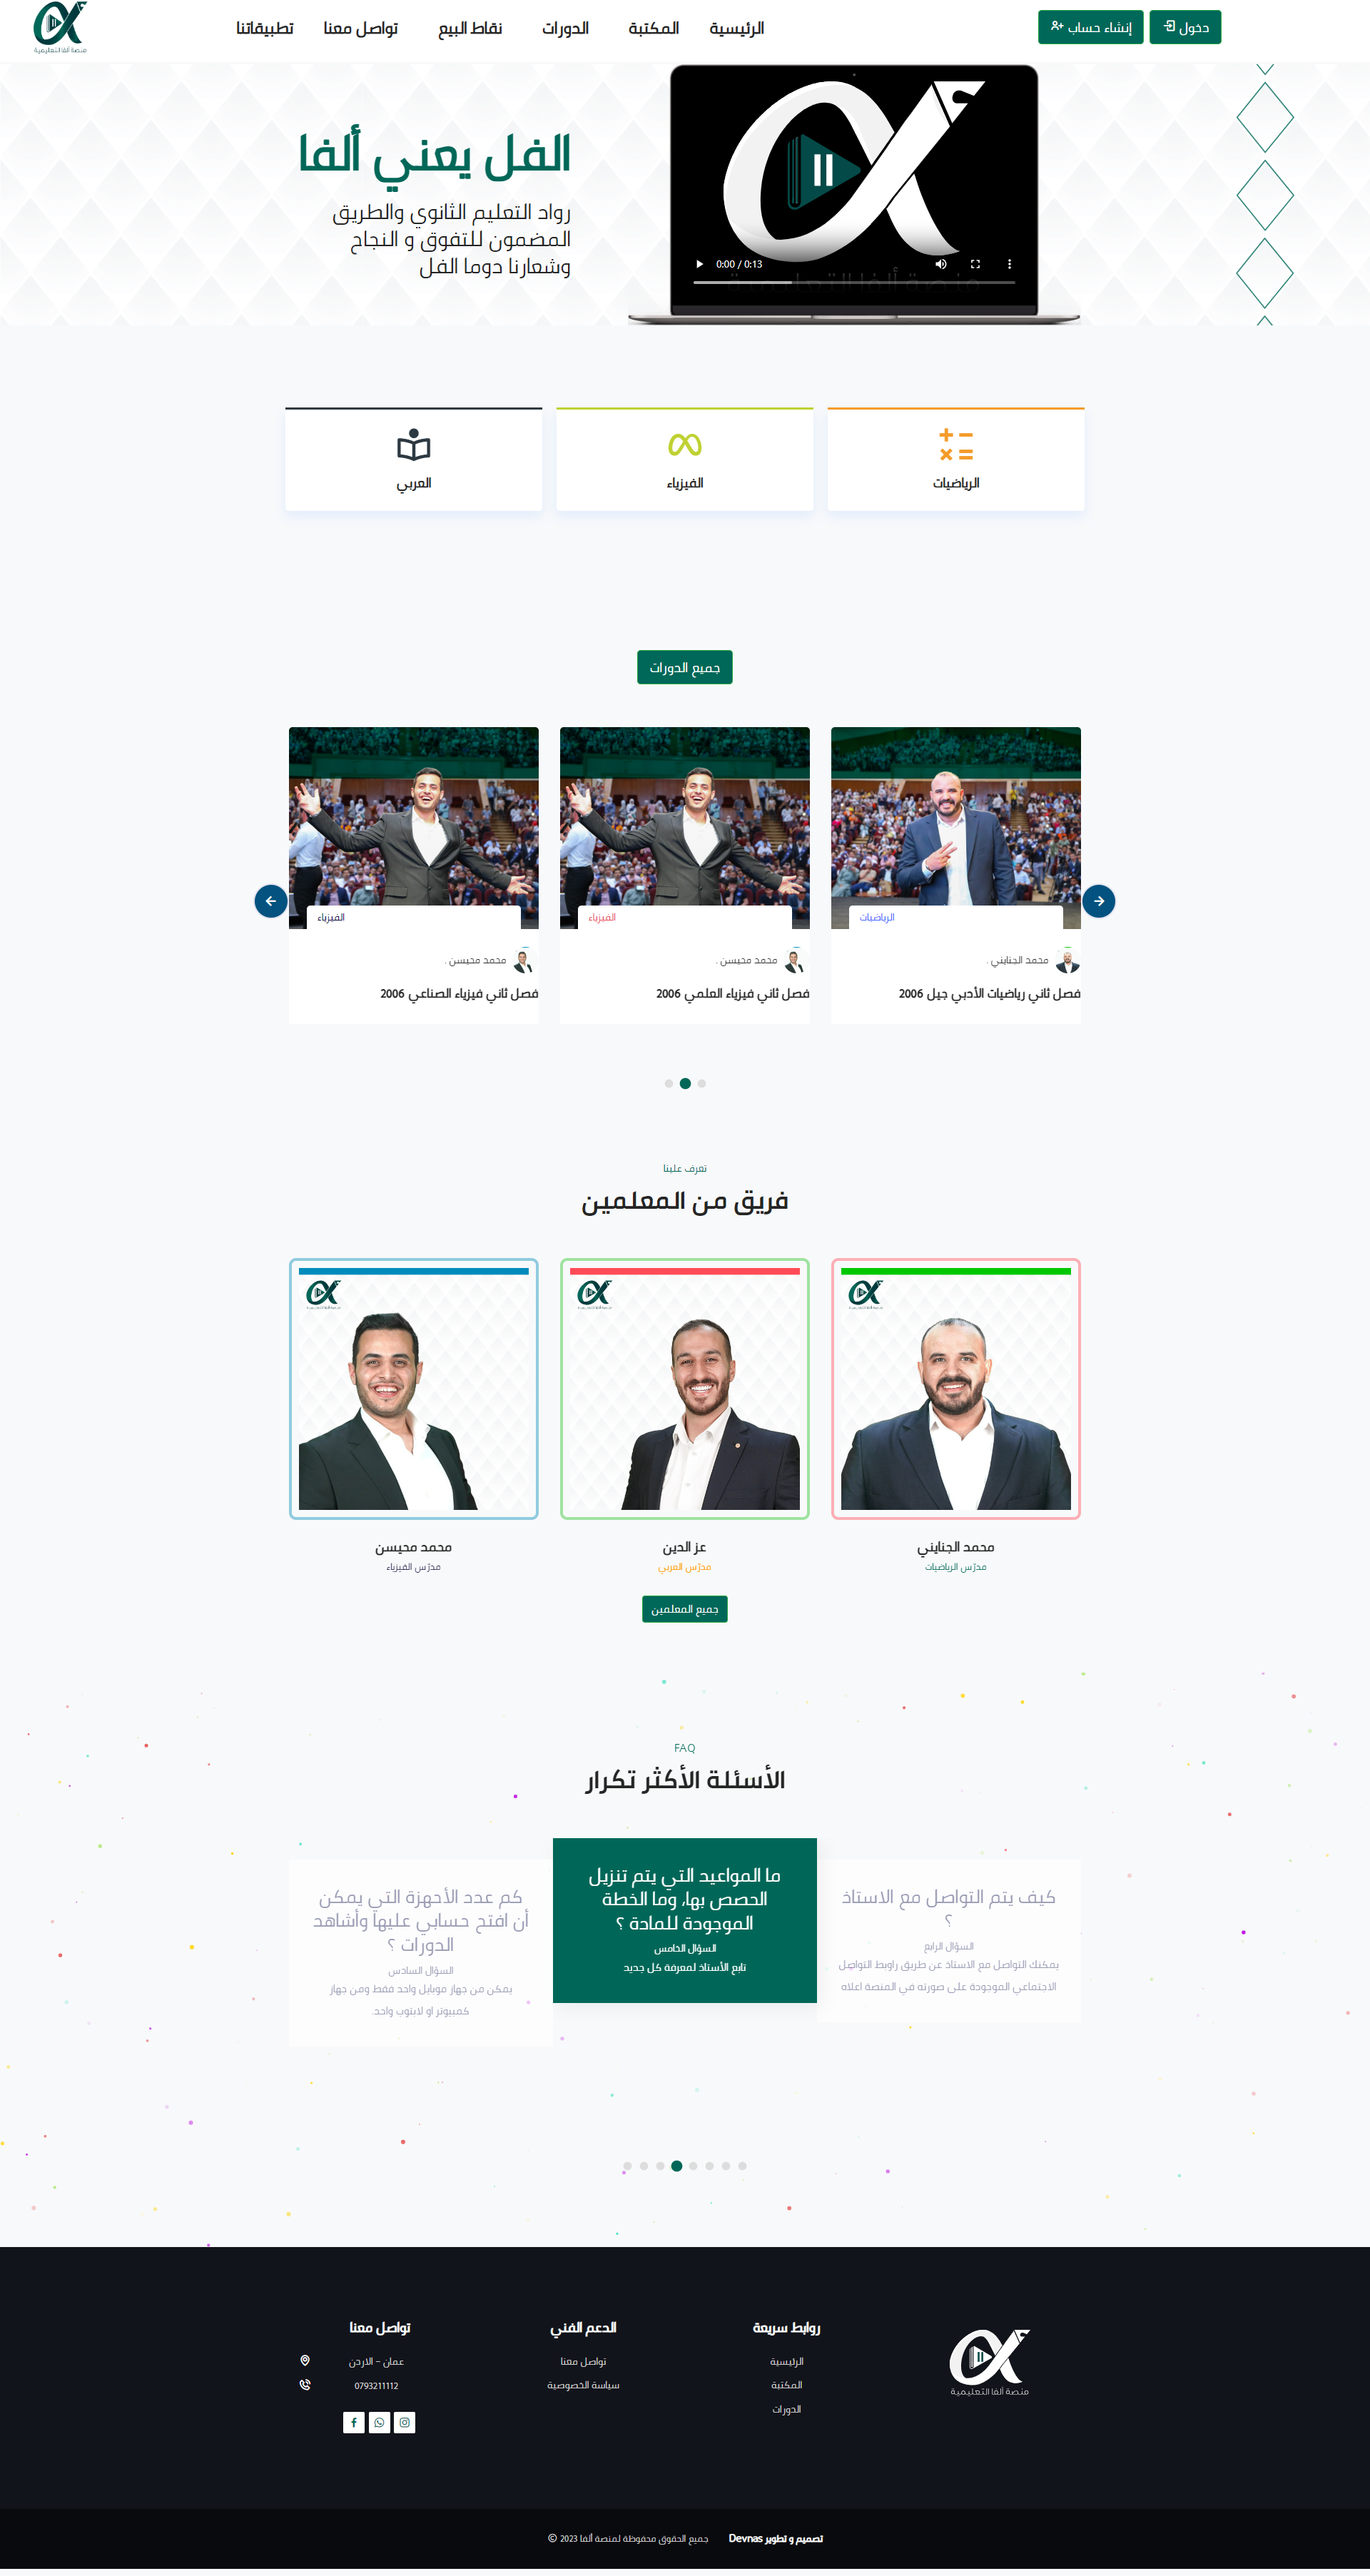 دخول
إنشاء حساب
الرئيسية
المكتبة
الدورات
نقاط البيع
تواصل معنا
تطبيقاتنا
منصة ألفا التعليمية
الفل يعني ألفا
رواد التعليم الثانوي والطريق
المضمون للتفوق و النجاح
وشعارنا دوما الفل
منصة ألفا التعليمية
0:00 / 0:13
الرياضيات
الفيزياء
العربي
جميع الدورات
الرياضيات
محمد الجنايني .
فصل ثاني رياضيات الأدبي جيل 2006
الفيزياء
محمد محيسن .
فصل ثاني فيزياء العلمي 2006
الفيزياء
محمد محيسن .
فصل ثاني فيزياء الصناعي 2006
تعرف علينا
فريق من المعلمين
محمد الجنايني
مدرّس الرياضيات
عز الدين
مدرّس العربي
محمد محيسن
مدرّس الفيزياء
جميع المعلمين
FAQ
الأسئلة الأكثر تكرار
كيف يتم التواصل مع الاستاذ
؟
السؤال الرابع
يمكنك التواصل مع الاستاذ عن طريق راوبط التواصل
الاجتماعي الموجودة على صورته في المنصة اعلاه
ما المواعيد التي يتم تنزيل
الحصص بها، وما الخطة
الموجودة للمادة ؟
السؤال الخامس
تابع الأستاذ لمعرفة كل جديد
كم عدد الأجهزة التي يمكن
أن افتح حسابي عليها وأشاهد
الدورات ؟
السؤال السادس
يمكن من جهاز موبايل واحد فقط ومن جهاز
كمبيوتر او لابتوب واحد.
منصة ألفا التعليمية
روابط سريعة
الرئيسية
المكتبة
الدورات
الدعم الفني
تواصل معنا
سياسة الخصوصية
تواصل معنا
عمان - الاردن
0793211112
تصميم و تطوير Devnas
جميع الحقوق محفوظة لمنصة ألفا 2023 ©